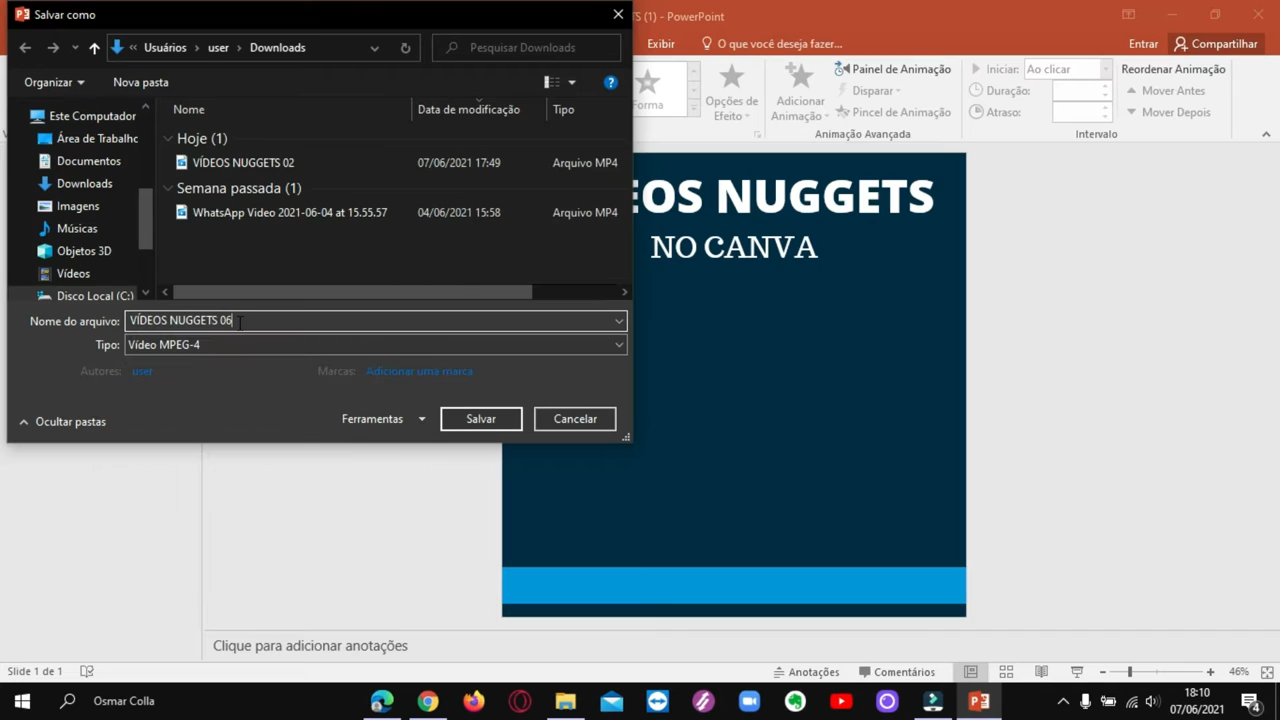 Salvar como
S (1) - PowerPoint
Usuários
user
Downloads
Pesquisar Downloads
Exibir
O que você deseja fazer...
Entrar
Compartilhar
Organizar
Nova pasta
Forma
Opções de
Efeito
Adicionar
Animação
Painel de Animação
Disparar
Pincel de Animação
Animação Avançada
Iniciar:
Ao clicar
Duração:
Atraso:
Reordenar Animação
Mover Antes
Mover Depois
Intervalo
Este Computador
Área de Trabalhc
Documentos
Downloads
Imagens
Músicas
Objetos 3D
Vídeos
Disco Local (C:)
Nome
Data de modificação
Tipo
Hoje (1)
VÍDEOS NUGGETS 02
07/06/2021 17:49
Arquivo MP4
Semana passada (1)
WhatsApp Video 2021-06-04 at 15.55.57
04/06/2021 15:58
Arquivo MP4
Nome do arquivo:
VÍDEOS NUGGETS 06
Tipo:
Vídeo MPEG-4
Autores:
user
Marcas:
Adicionar uma marca
Ocultar pastas
Ferramentas
Salvar
Cancelar
EOS NUGGETS
NO CANVA
Clique para adicionar anotações
Slide 1 de 1
Anotações
Comentários
46%
Osmar Colla
18:10
07/06/2021
4